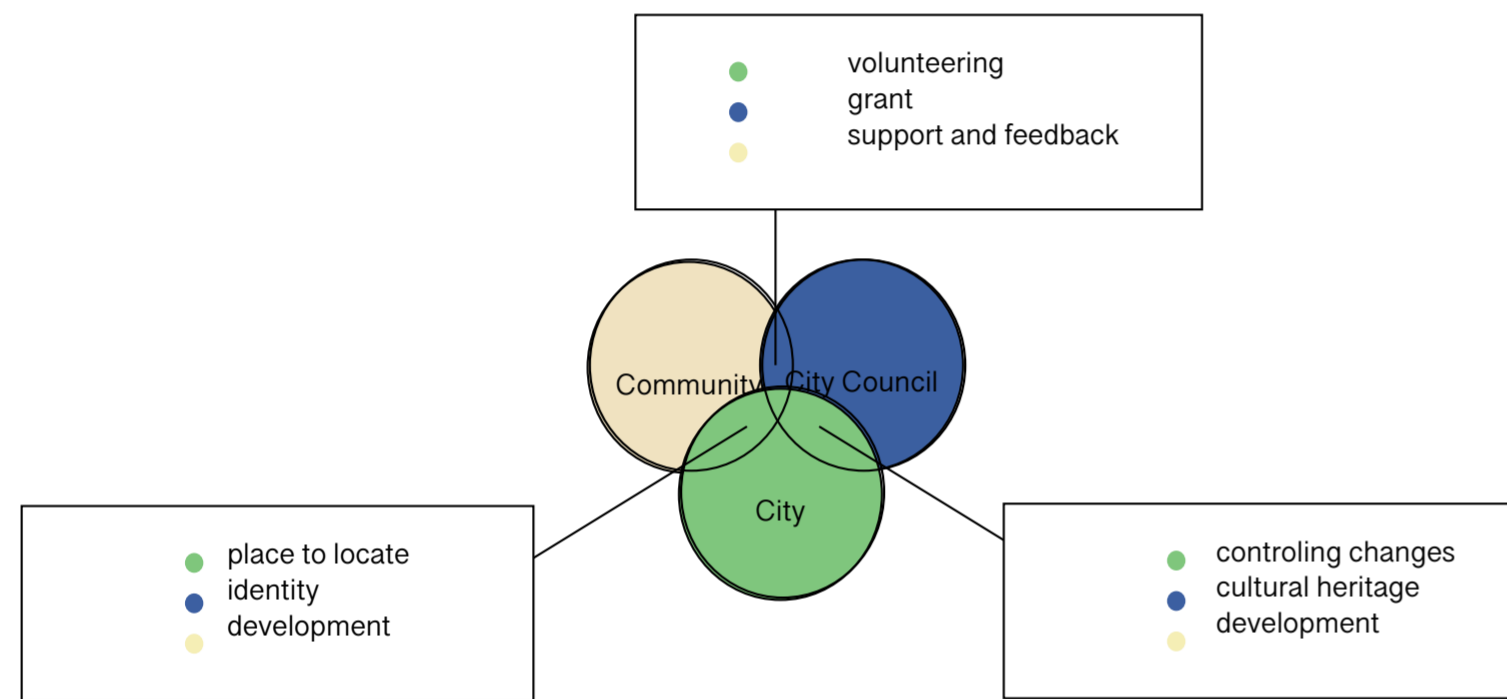 volunteering
grant
support and feedback
Community
City Council
City
place to locate
identity
development
controling changes
cultural heritage
development